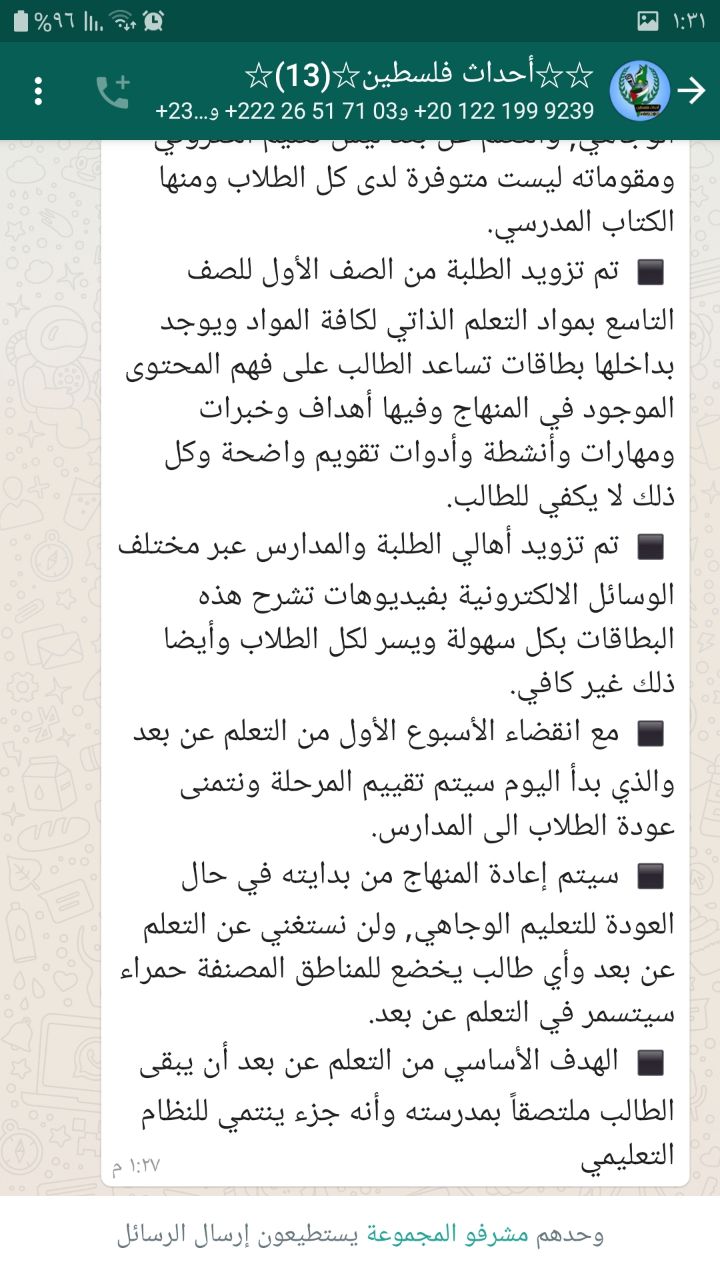 ١:٣١
%٩٦
☆☆أحداث فلسطين☆(13)☆
+20 122 199 9239 و+222 26 51 71 03 و...23+
ومقوماته ليست متوفرة لدى كل الطلاب ومنها
الكتاب المدرسي.
◼ تم تزويد الطلبة من الصف الأول للصف
التاسع بمواد التعلم الذاتي لكافة المواد ويوجد
بداخلها بطاقات تساعد الطالب على فهم المحتوى
الموجود في المنهاج وفيها أهداف وخبرات
ومهارات وأنشطة وأدوات تقويم واضحة وكل
ذلك لا يكفي للطالب.
◼ تم تزويد أهالي الطلبة والمدارس عبر مختلف
الوسائل الالكترونية بفيديوهات تشرح هذه
البطاقات بكل سهولة ويسر لكل الطلاب وأيضا
ذلك غير كافي.
◼ مع انقضاء الأسبوع الأول من التعلم عن بعد
والذي بدأ اليوم سيتم تقييم المرحلة ونتمنى
عودة الطلاب الى المدارس.
◼ سيتم إعادة المنهاج من بدايته في حال
العودة للتعليم الوجاهي, ولن نستغني عن التعلم
عن بعد وأي طالب يخضع للمناطق المصنفة حمراء
سيتسمر في التعلم عن بعد.
◼ الهدف الأساسي من التعلم عن بعد أن يبقى
الطالب ملتصقاً بمدرسته وأنه جزء ينتمي للنظام
التعليمي
١:٢٧ م
وحدهم مشرفو المجموعة يستطيعون إرسال الرسائل